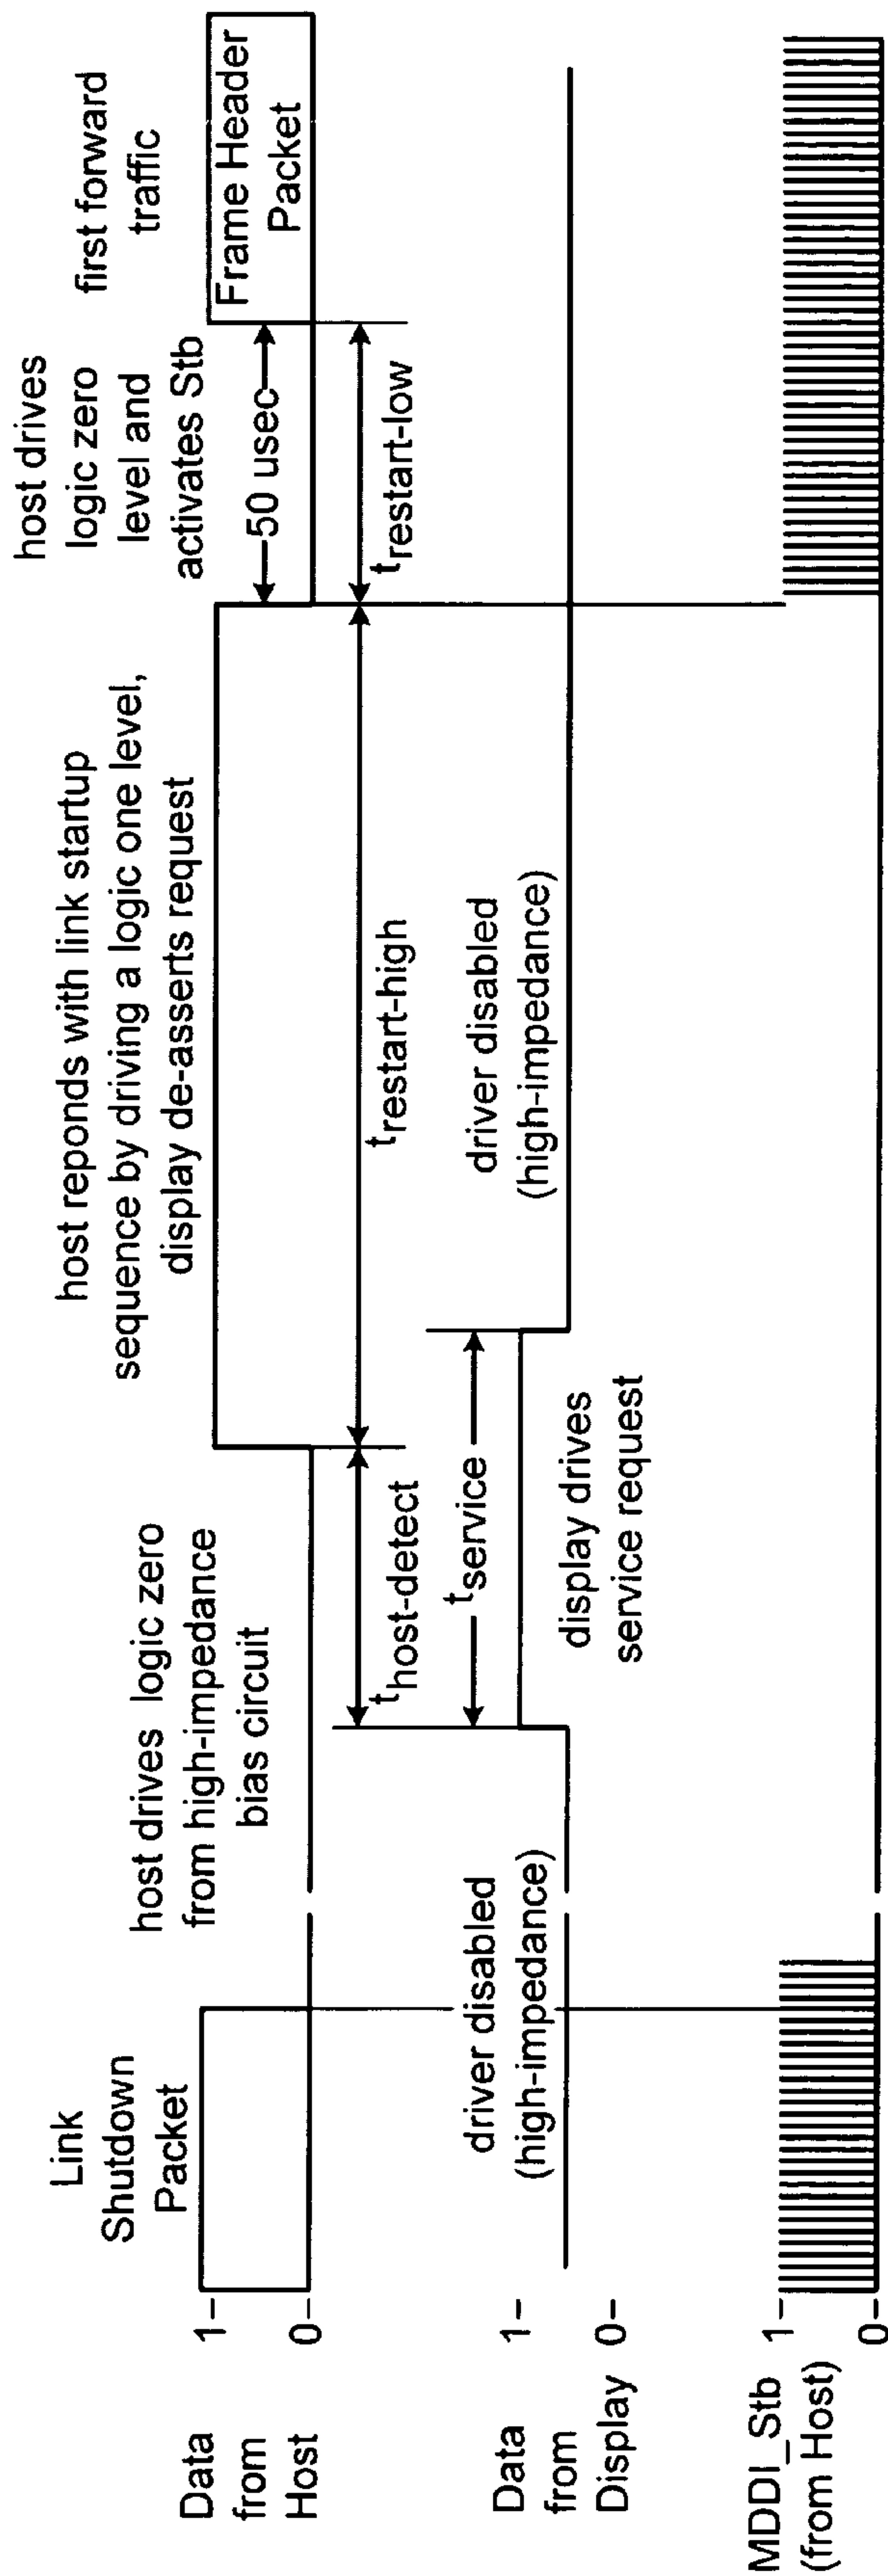 Link
Shutdown
Packet
host drives logic zero
from high-impedance
bias circuit
host reponds with link startup
sequence by driving a logic one level,
display de-asserts request
host drives
logic zero
level and
activates Stb
first forward
traffic
Data
from
Host
1
0
50 usec
Frame Header
Packet
thost-detect
trestart-high
trestart-low
Data
from
Display
1
0
driver disabled
(high-impedance)
tservice
display drives
service request
driver disabled
(high-impedance)
MDDI_Stb
(from Host)
1
0